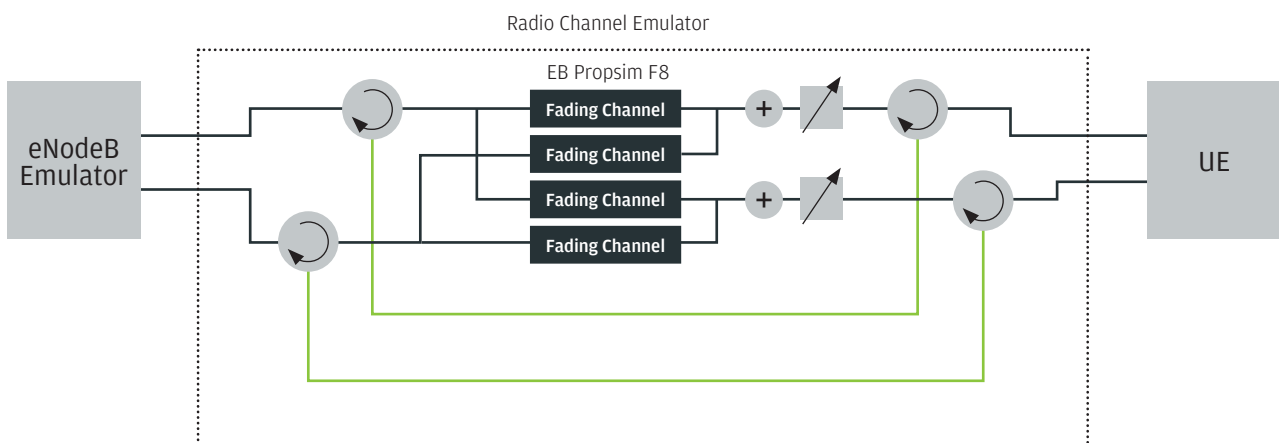 Radio Channel Emulator
EB Propsim F8
eNodeB
Emulator
Fading Channel
Fading Channel
Fading Channel
Fading Channel
+
+
UE